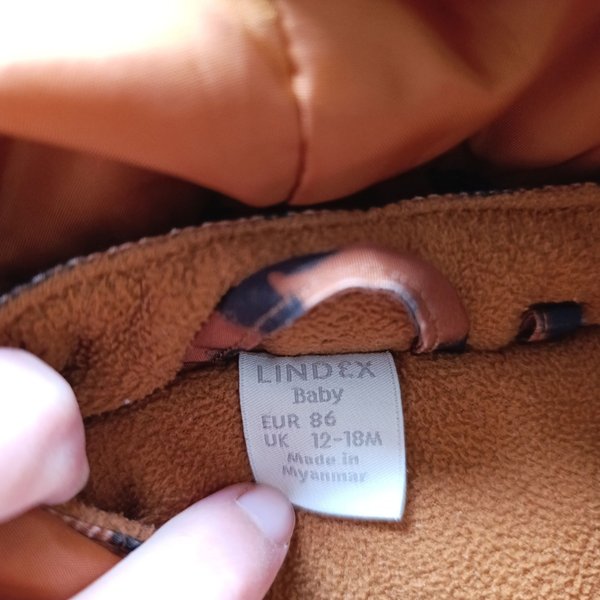 LINDEX
Baby
EUR 86
UK 12-18M
Made in
Myanmar